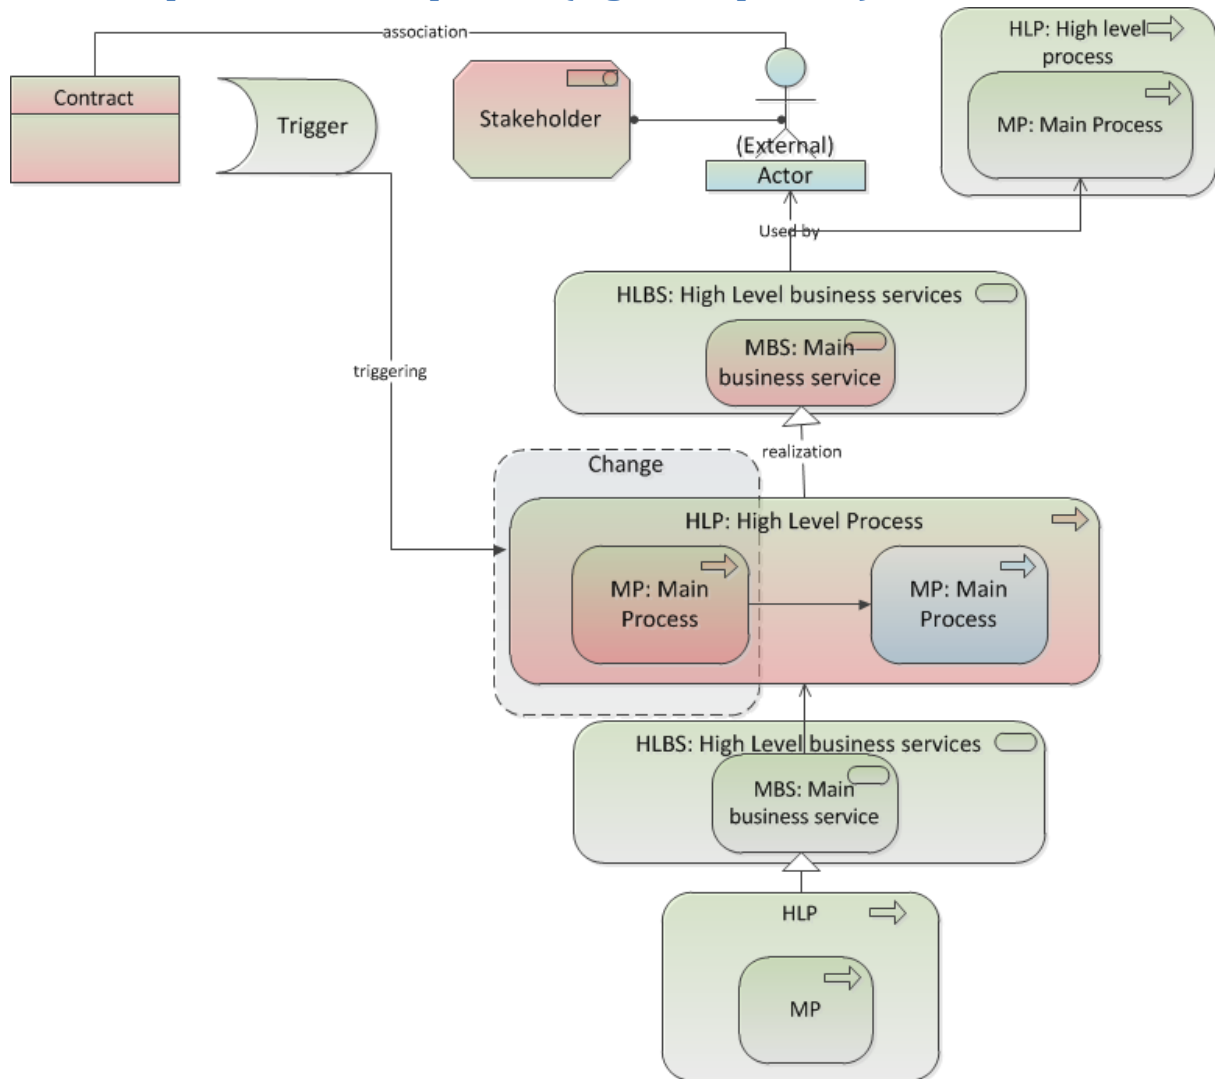 association
HLP: High level
process
Contract
Trigger
Stakeholder
MP: Main Process
(External)
Actor
Used by
HLBS: High Level business services
MBS: Main
business service
triggering
realization
Change
HLP: High Level Process
MP: Main
Process
MP: Main
Process
HLBS: High Level business services
MBS: Main
business service
HLP
MP